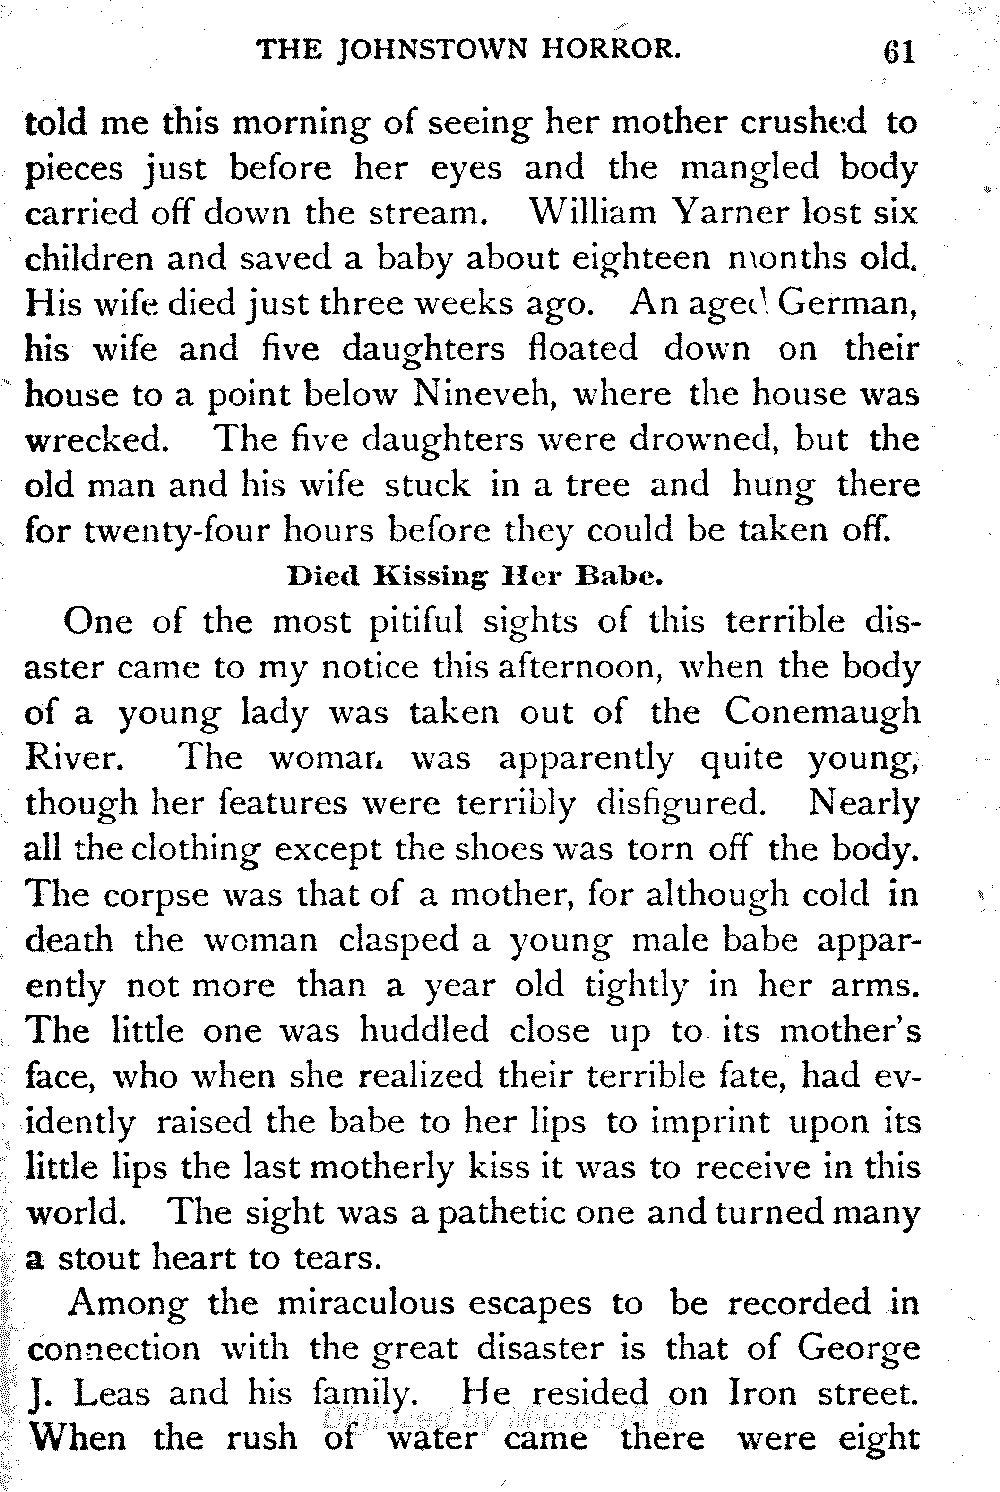 THE JOHNSTOWN HORROR. 61
told me this morning of seeing her mother crushed to
pieces just before her eyes and the mangled body
carried off down the stream. William Yarner lost six
children and saved a baby about eighteen months old.
His wife died just three weeks ago. An aged German,
his wife and five daughters floated down on their
house to a point below Nineveh, where the house was
wrecked. The five daughters were drowned, but the
old man and his wife stuck in a tree and hung there
for twenty-four hours before they could be taken off.
Died Kissing Her Babe.
One of the most pitiful sights of this terrible dis-
aster came to my notice this afternoon, when the body
of a young lady was taken out of the Conemaugh
River. The woman was apparently quite young,
though her features were terribly disfigured. Nearly
all the clothing except the shoes was torn off the body.
The corpse was that of a mother, for although cold in
death the woman clasped a young male babe appar-
ently not more than a year old tightly in her arms.
The little one was huddled close up to its mother's
face, who when she realized their terrible fate, had ev-
idently raised the babe to her lips to imprint upon its
little lips the last motherly kiss it was to receive in this
world. The sight was a pathetic one and turned many
a stout heart to tears.
Among the miraculous escapes to be recorded in
connection with the great disaster is that of George
J. Leas and his family. He resided on Iron street.
Digitized by Microsoft®
When the rush of water came there were eight